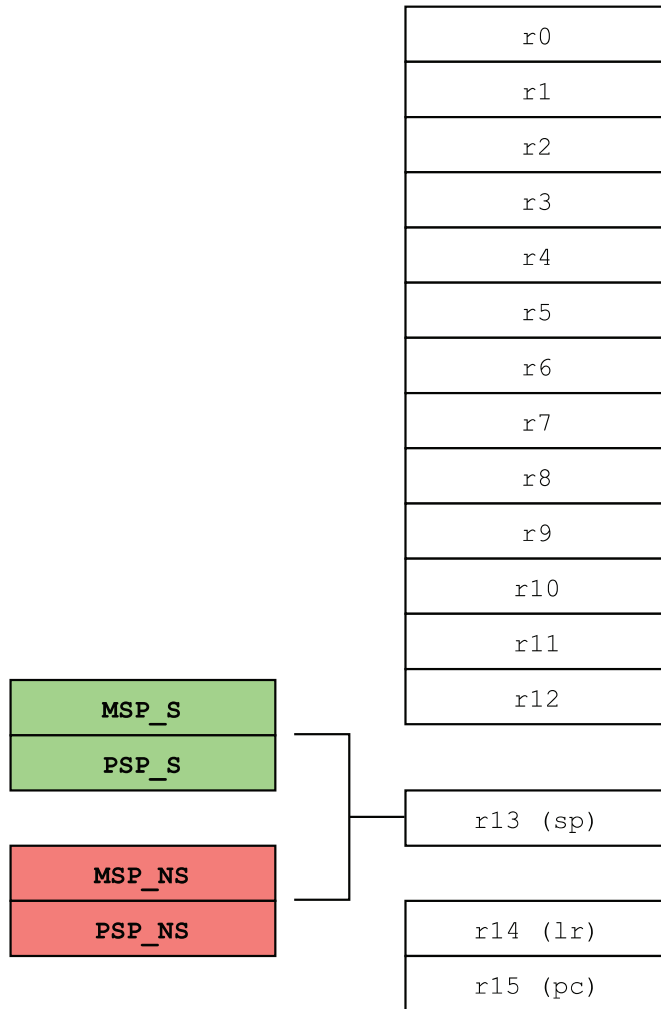 r0
r1
r2
r3
r4
r5
r6
r7
r8
r9
r10
r11
r12
MSP_S
PSP_S
r13 (sp)
MSP_NS
PSP_NS
r14 (lr)
r15 (pc)